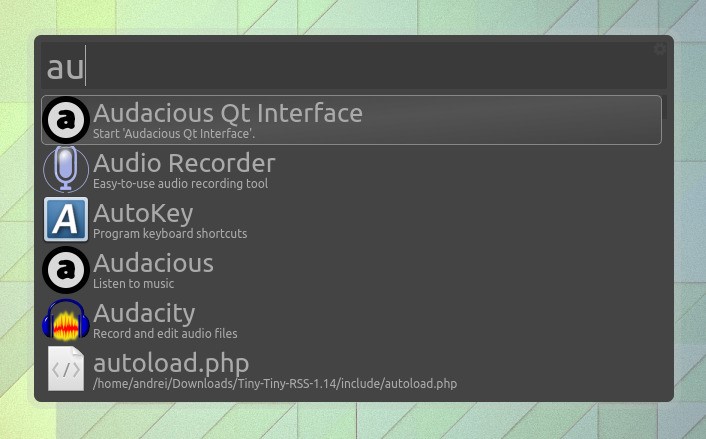 au
Audacious Qt Interface
Start 'Audacious Qt Interface'.
Audio Recorder
Easy-to-use audio recording tool
AutoKey
Program keyboard shortcuts
Audacious
Listen to music
Audacity
Record and edit audio files
autoload.php
/home/andrei/Downloads/Tiny-Tiny-RSS-1.14/include/autoload.php